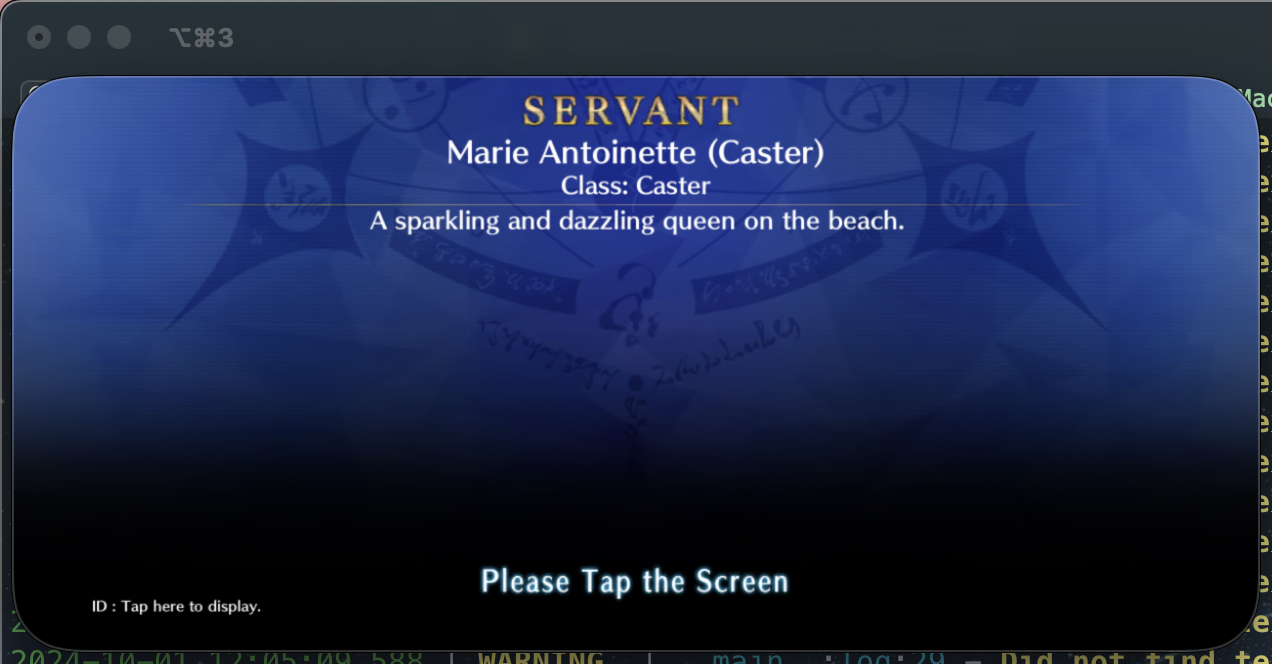 ⌥⌘3
SERVANT
Marie Antoinette (Caster)
Class: Caster
A sparkling and dazzling queen on the beach.
Please Tap the Screen
ID : Tap here to display.
2024-10-01 12:05:09.588 | WARNING | main :log:29 - Did not find